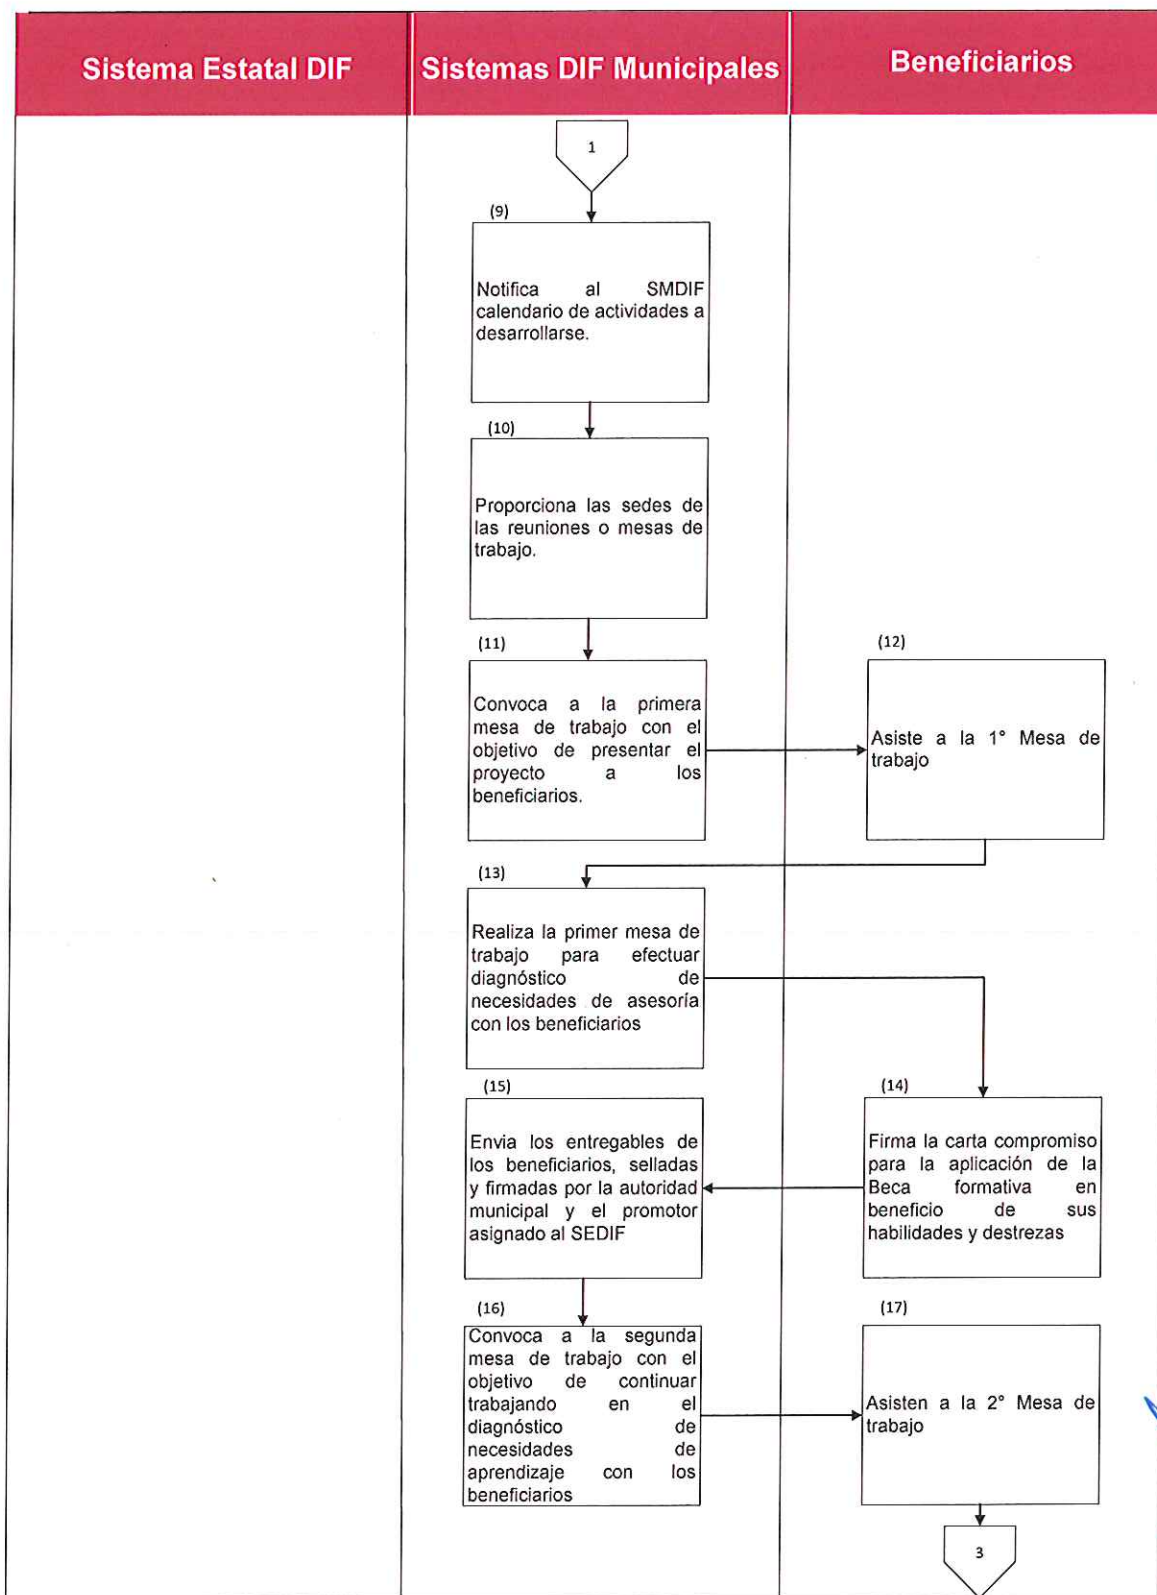 Sistema Estatal DIF
Sistemas DIF Municipales
Beneficiarios
1
(9)
Notifica al SMDIF
calendario de actividades a
desarrollarse.
(10)
Proporciona las sedes de
las reuniones o mesas de
trabajo.
(11)
Convoca a la primera
mesa de trabajo con el
objetivo de presentar el
proyecto a los
beneficiarios.
(12)
Asiste a la 1° Mesa de
trabajo
(13)
Realiza la primer mesa de
trabajo para efectuar
diagnóstico de
necesidades de asesoría
con los beneficiarios
(14)
Firma la carta compromiso
para la aplicación de la
Beca formativa en
beneficio de sus
habilidades y destrezas
(15)
Envia los entregables de
los beneficiarios, selladas
y firmadas por la autoridad
municipal y el promotor
asignado al SEDIF
(16)
Convoca a la segunda
mesa de trabajo con el
objetivo de continuar
trabajando en el
diagnóstico de
necesidades de
aprendizaje con los
beneficiarios
(17)
Asisten a la 2° Mesa de
trabajo
3